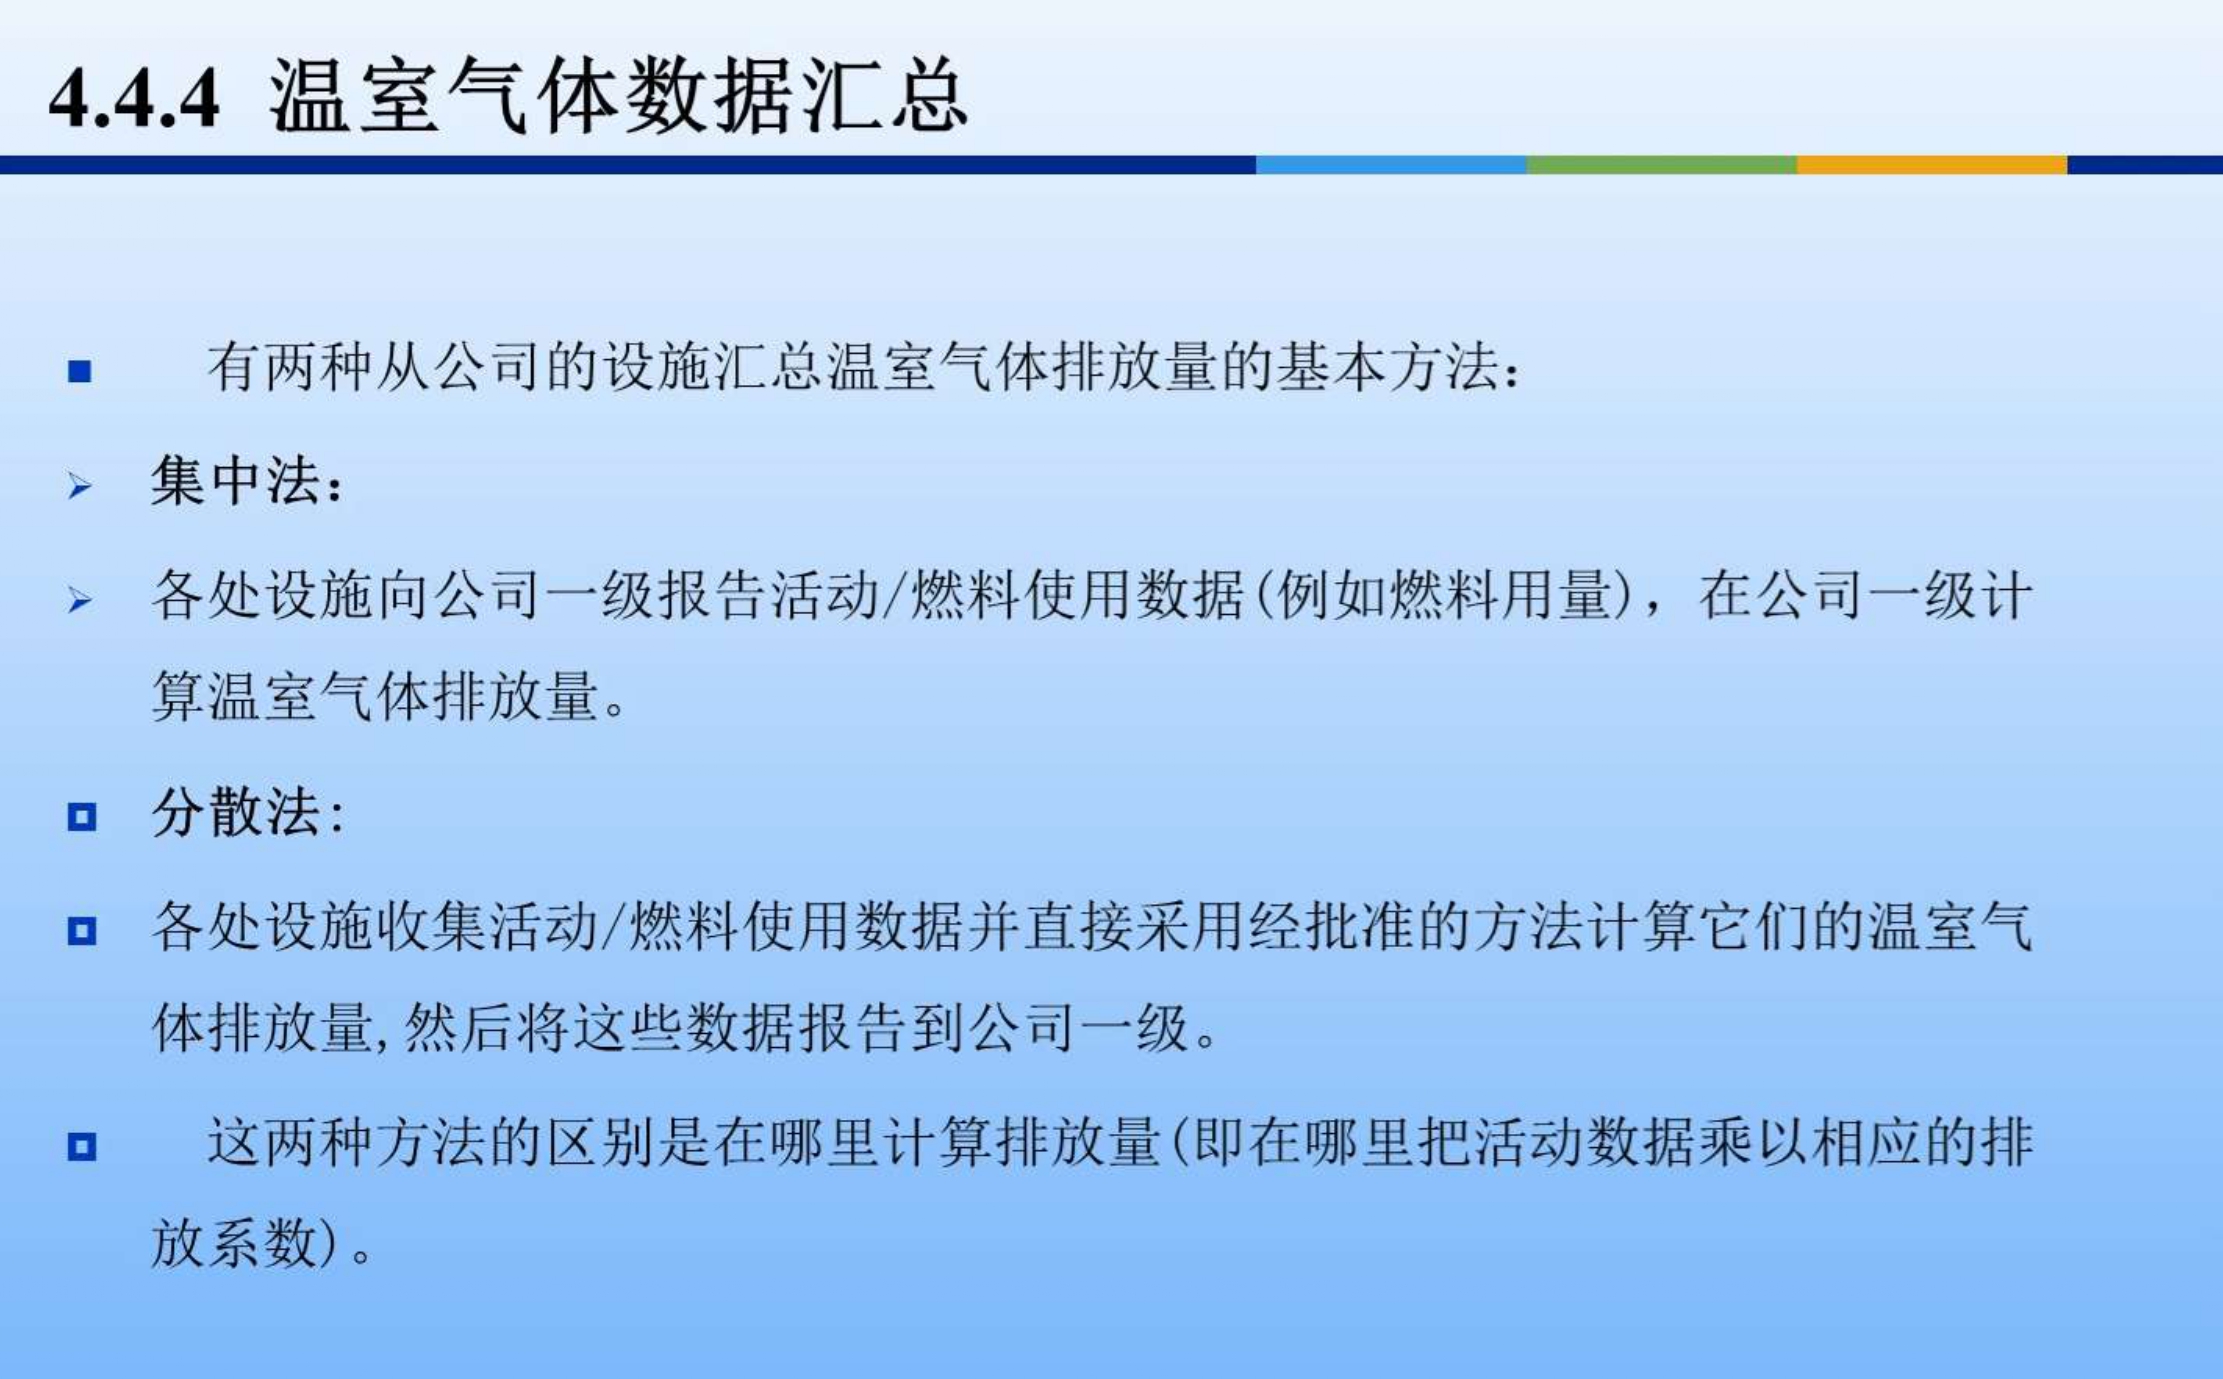 4.4.4 温室气体数据汇总
有两种从公司的设施汇总温室气体排放量的基本方法：
集中法：
各处设施向公司一级报告活动/燃料使用数据(例如燃料用量)，在公司一级计
算温室气体排放量。
分散法:
各处设施收集活动/燃料使用数据并直接采用经批准的方法计算它们的温室气
体排放量,然后将这些数据报告到公司一级。
这两种方法的区别是在哪里计算排放量(即在哪里把活动数据乘以相应的排
放系数)。